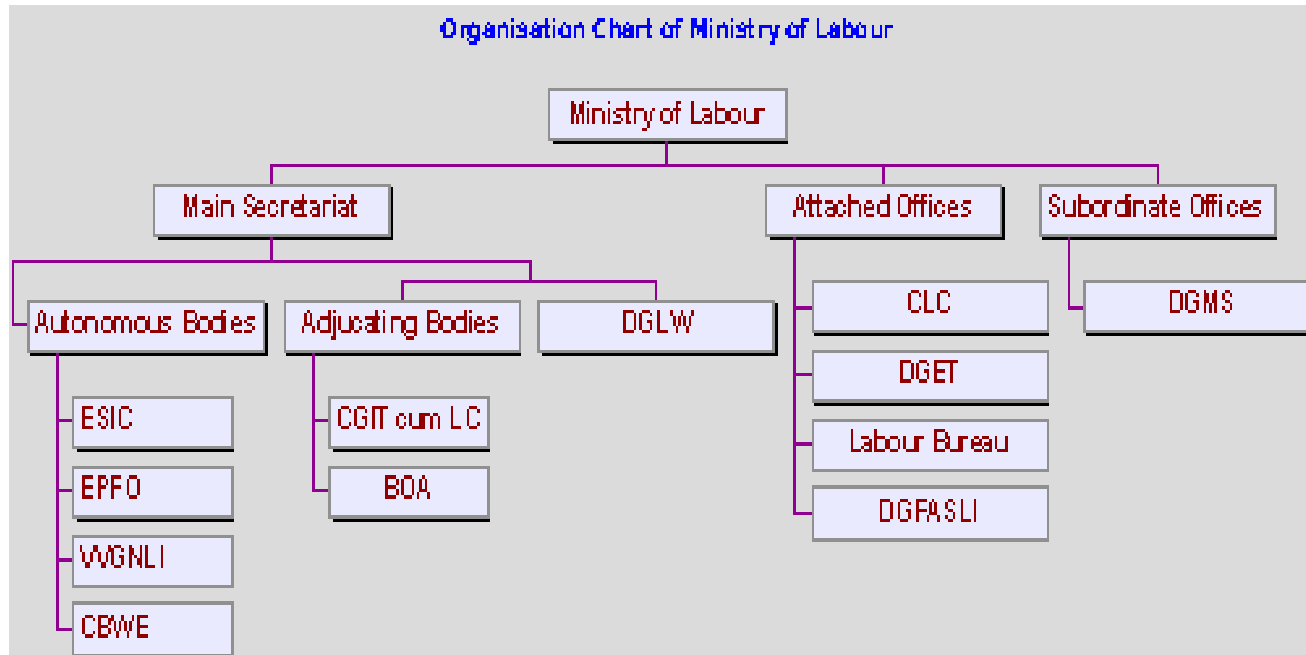 Organisation Chart of Ministry of Labour
Ministry of Labour
Main Secretariat
Attached Offices
Subordinate Offices
Autonomous Bodies
Adjucating Bodies
DGLW
CLC
DGMS
ESIC
EPFO
VVGNLI
CBWE
CGIT cum LC
BOA
DGET
Labour Bureau
DGFASLI